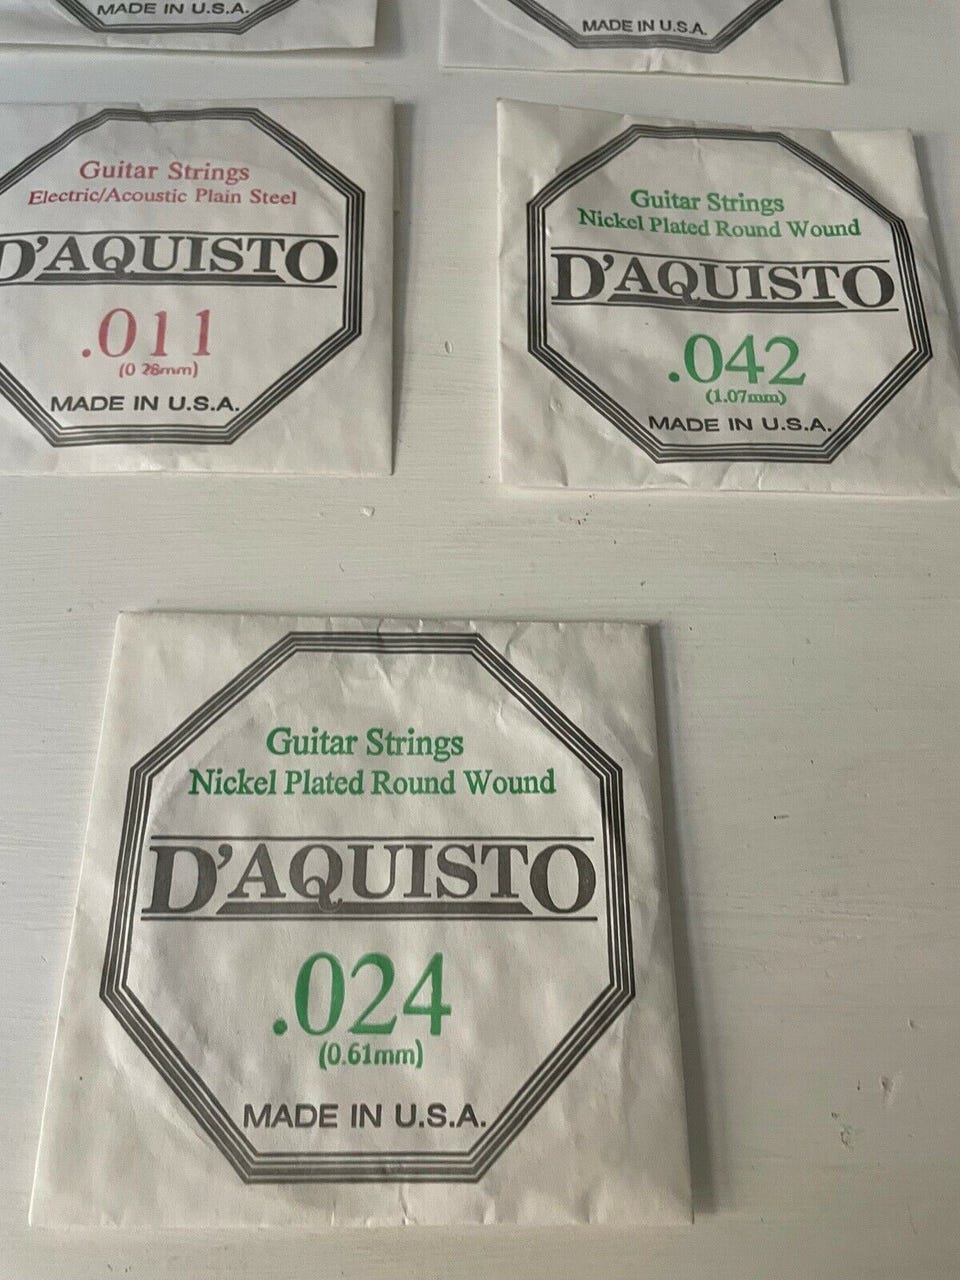 MADE IN U.S.A.
MADE IN U.S.A.
Guitar Strings
Electric/Acoustic Plain Steel
D'AQUISTO
.011
(0 28mm)
MADE IN U.S.A.
Guitar Strings
Nickel Plated Round Wound
D'AQUISTO
.042
(1.07mm)
MADE IN U.S.A.
Guitar Strings
Nickel Plated Round Wound
D'AQUISTO
.024
(0.61mm)
MADE IN U.S.A.